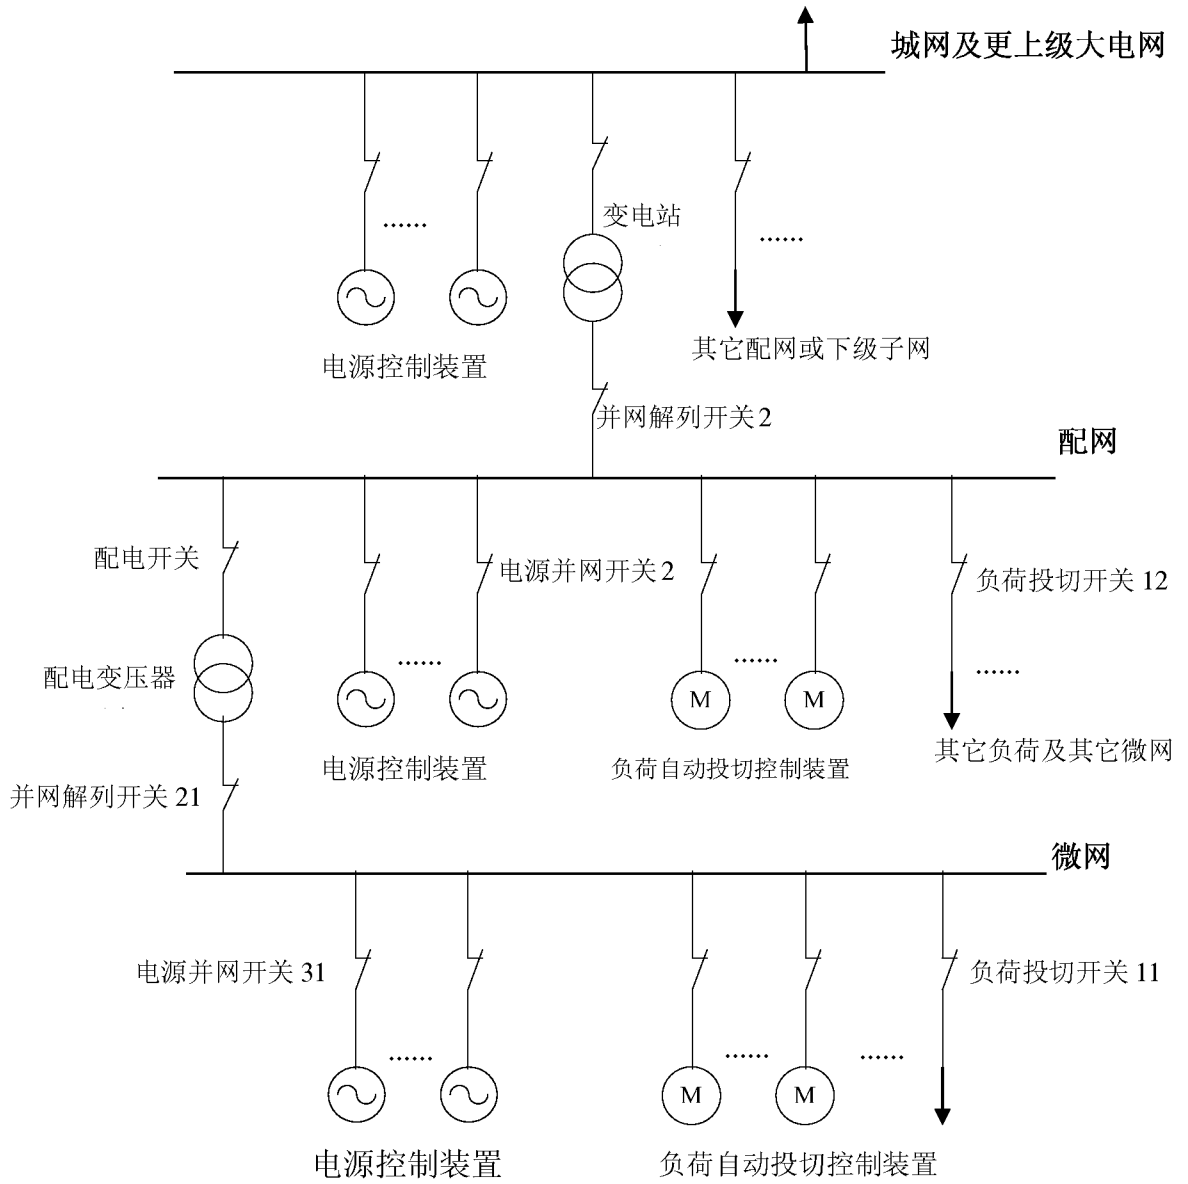 城网及更上级大电网
变电站
······
······
其它配网或下级子网
电源控制装置
并网解列开关2
配网
配电开关
电源并网开关2
负荷投切开关12
配电变压器
······
······
······
M
M
其它负荷及其它微网
电源控制装置
负荷自动投切控制装置
并网解列开关21
微网
电源并网开关31
负荷投切开关11
······
······
······
M
M
电源控制装置
负荷自动投切控制装置